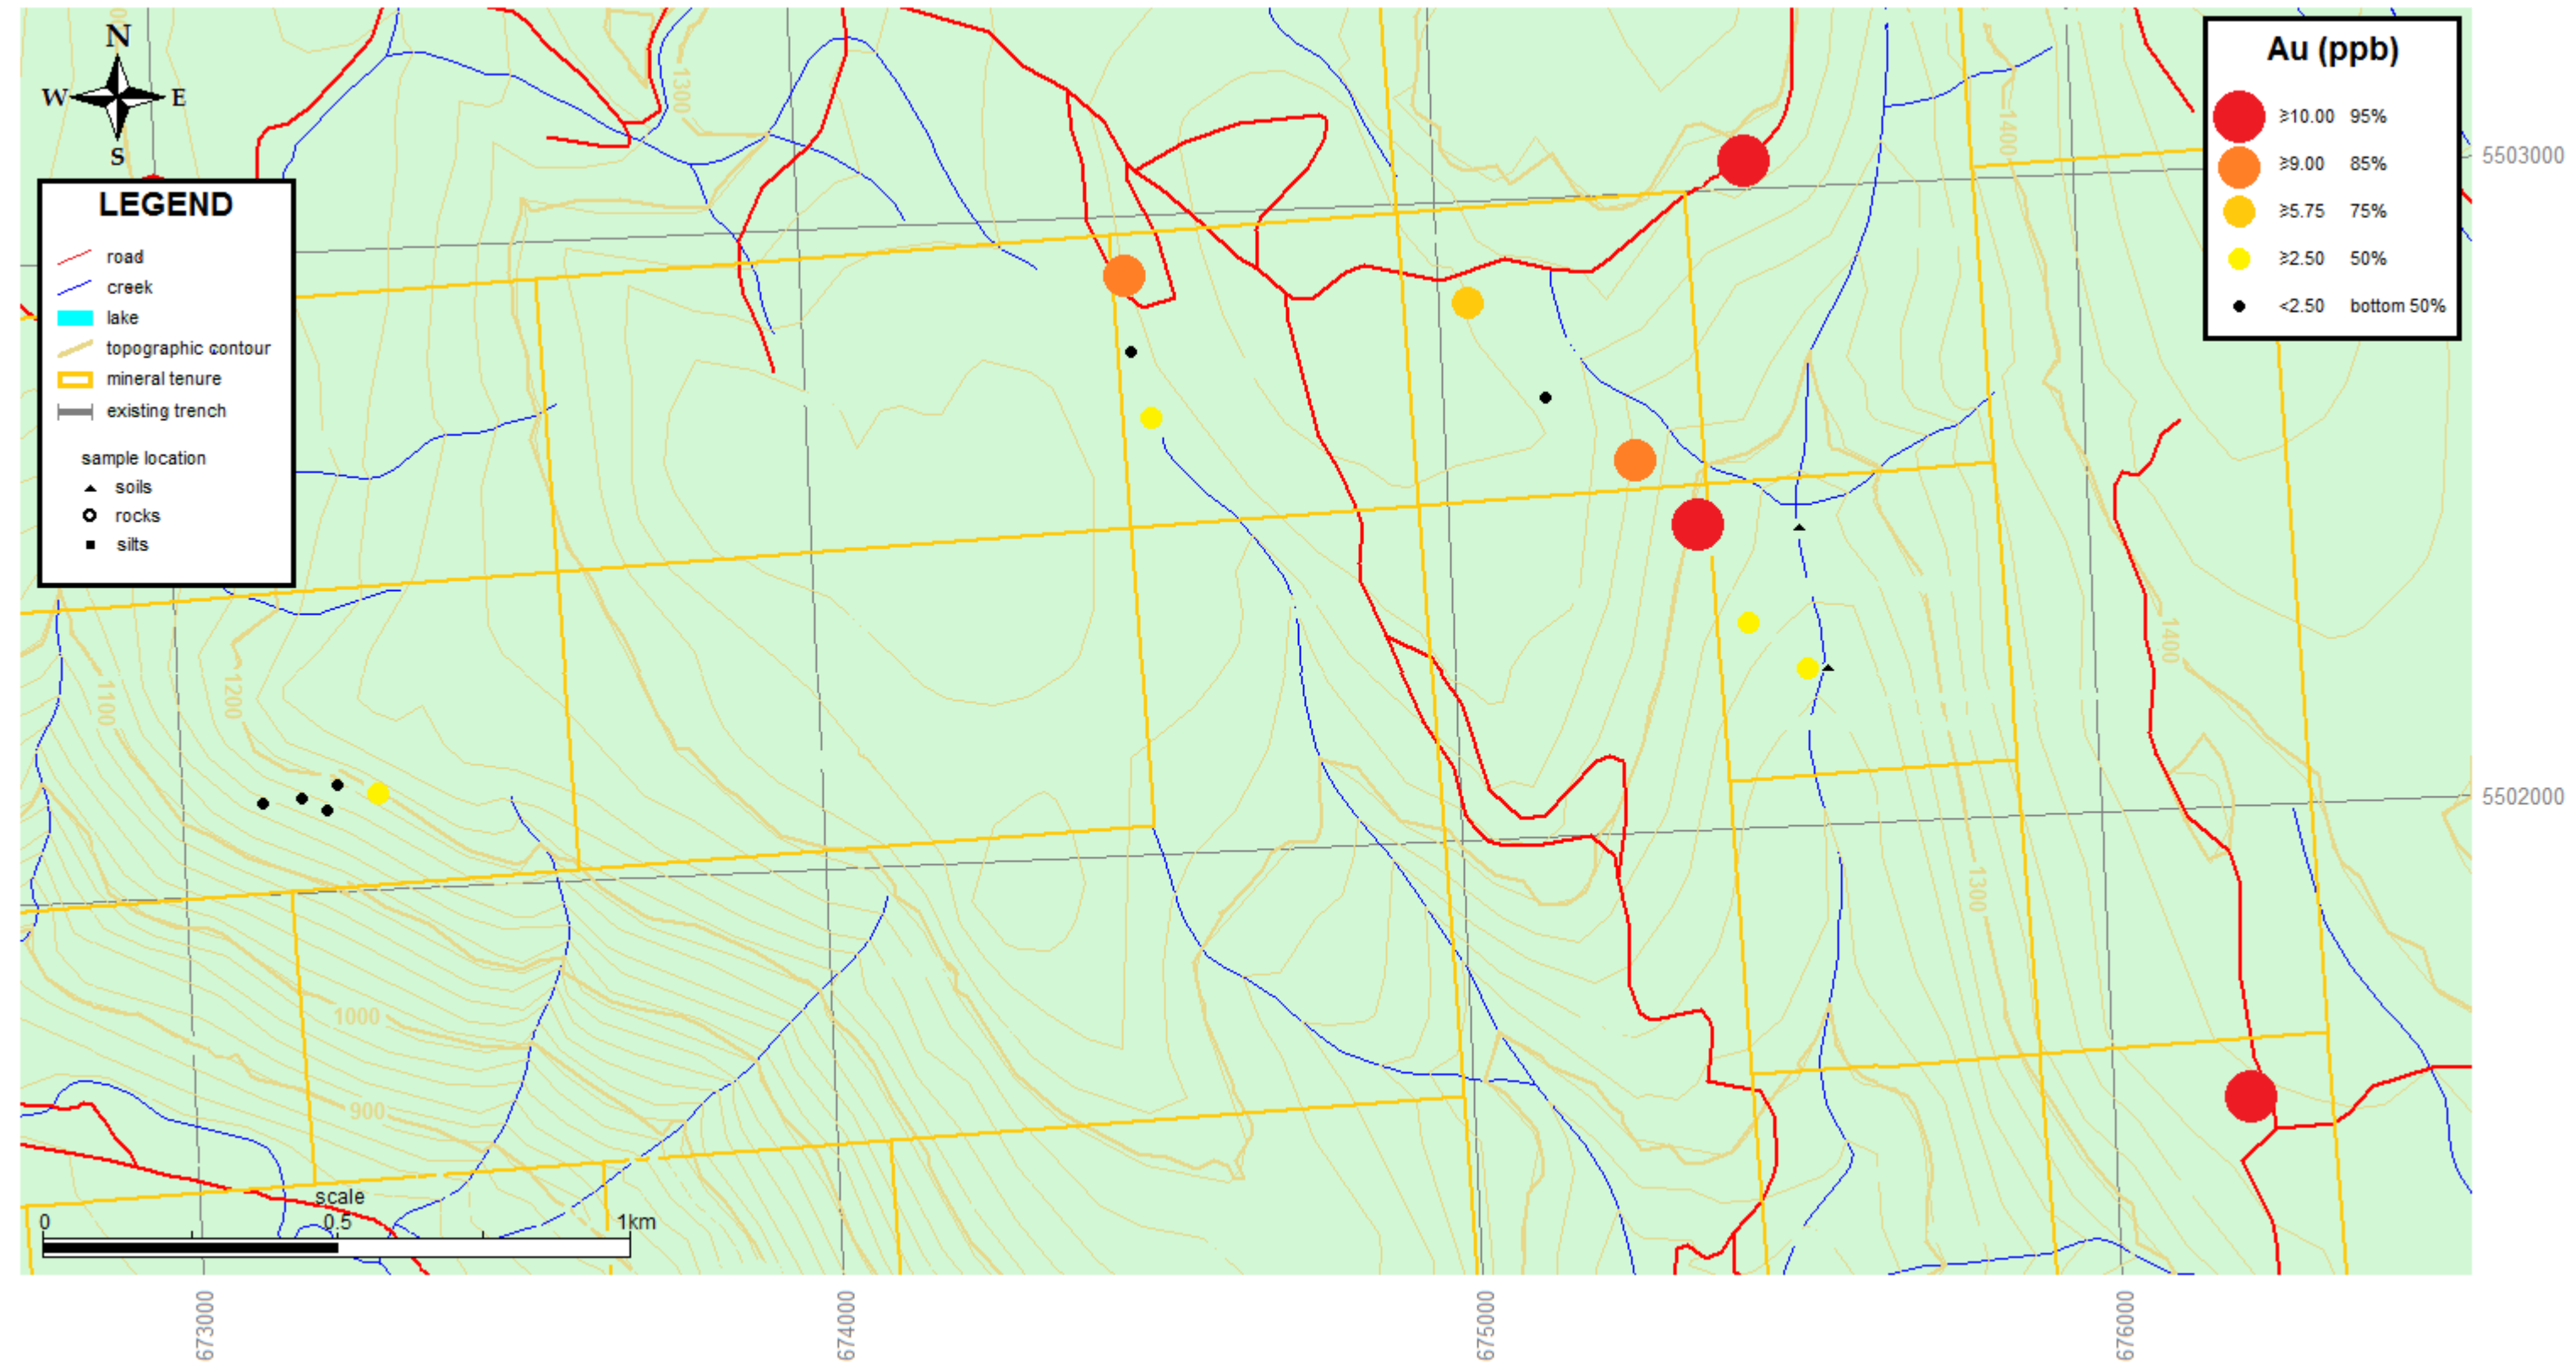 N
W E
S
LEGEND
road
creek
lake
topographic contour
mineral tenure
existing trench
sample location
soils
rocks
silts
Au (ppb)
≥10.00 95%
≥9.00 85%
≥5.75 75%
≥2.50 50%
<2.50 bottom 50%
1300
1400
5503000
1100
1200
1400
5502000
1300
1000
900
scale
0 0.5 1km
673000
674000
675000
676000